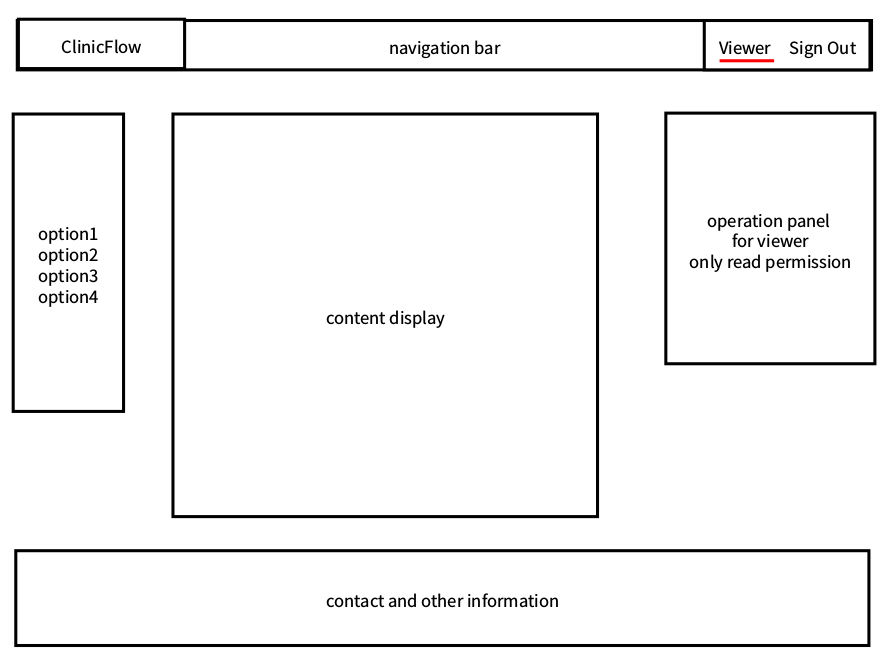 ClinicFlow
navigation bar
Viewer Sign Out
option1
option2
option3
option4
content display
operation panel
for viewer
only read permission
contact and other information